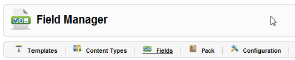 Field Manager
Templates Content Types Fields Pack Configuration